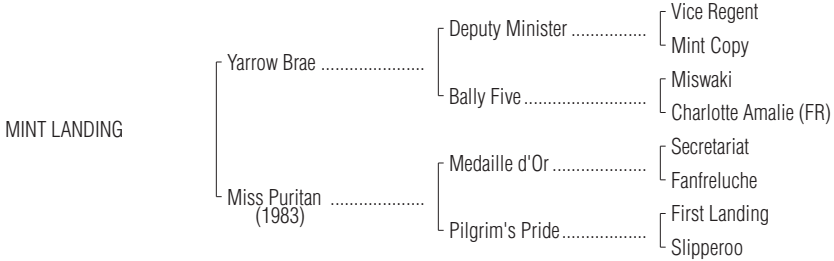 Vice Regent
Deputy Minister ................
Mint Copy
Yarrow Brae ......................
Miswaki
Bally Five..........................
Charlotte Amalie (FR)
MINT LANDING
Secretariat
Medaille d'Or ....................
Fanfreluche
Miss Puritan ....................
(1983)
First Landing
Pilgrim's Pride..................
Slipperoo